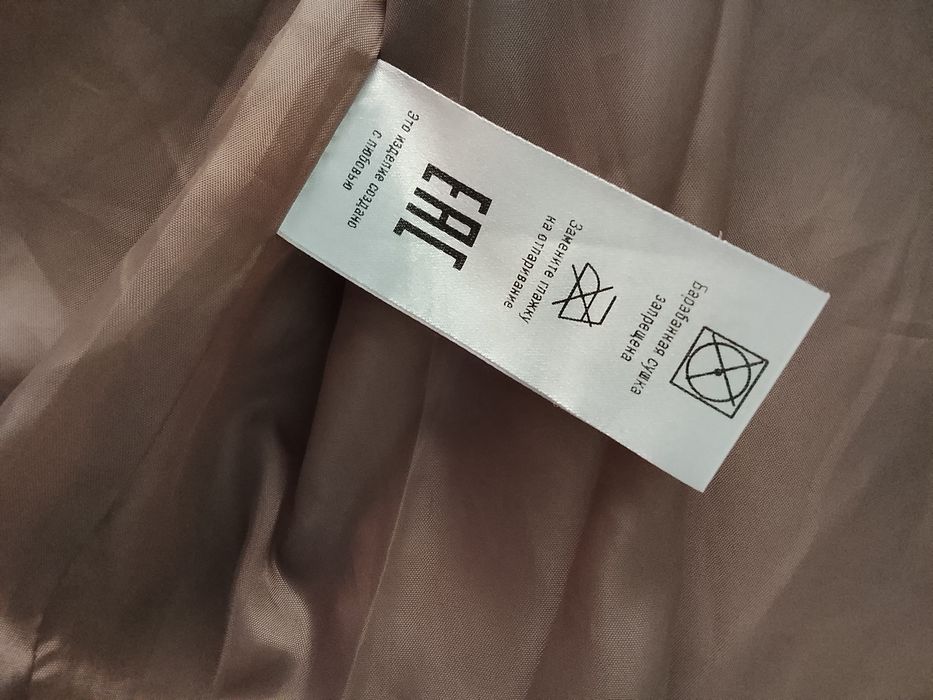 Барабанная сушка
запрещена
Замените глажку
на отпаривание
EAC
Это изделие создано
с любовью